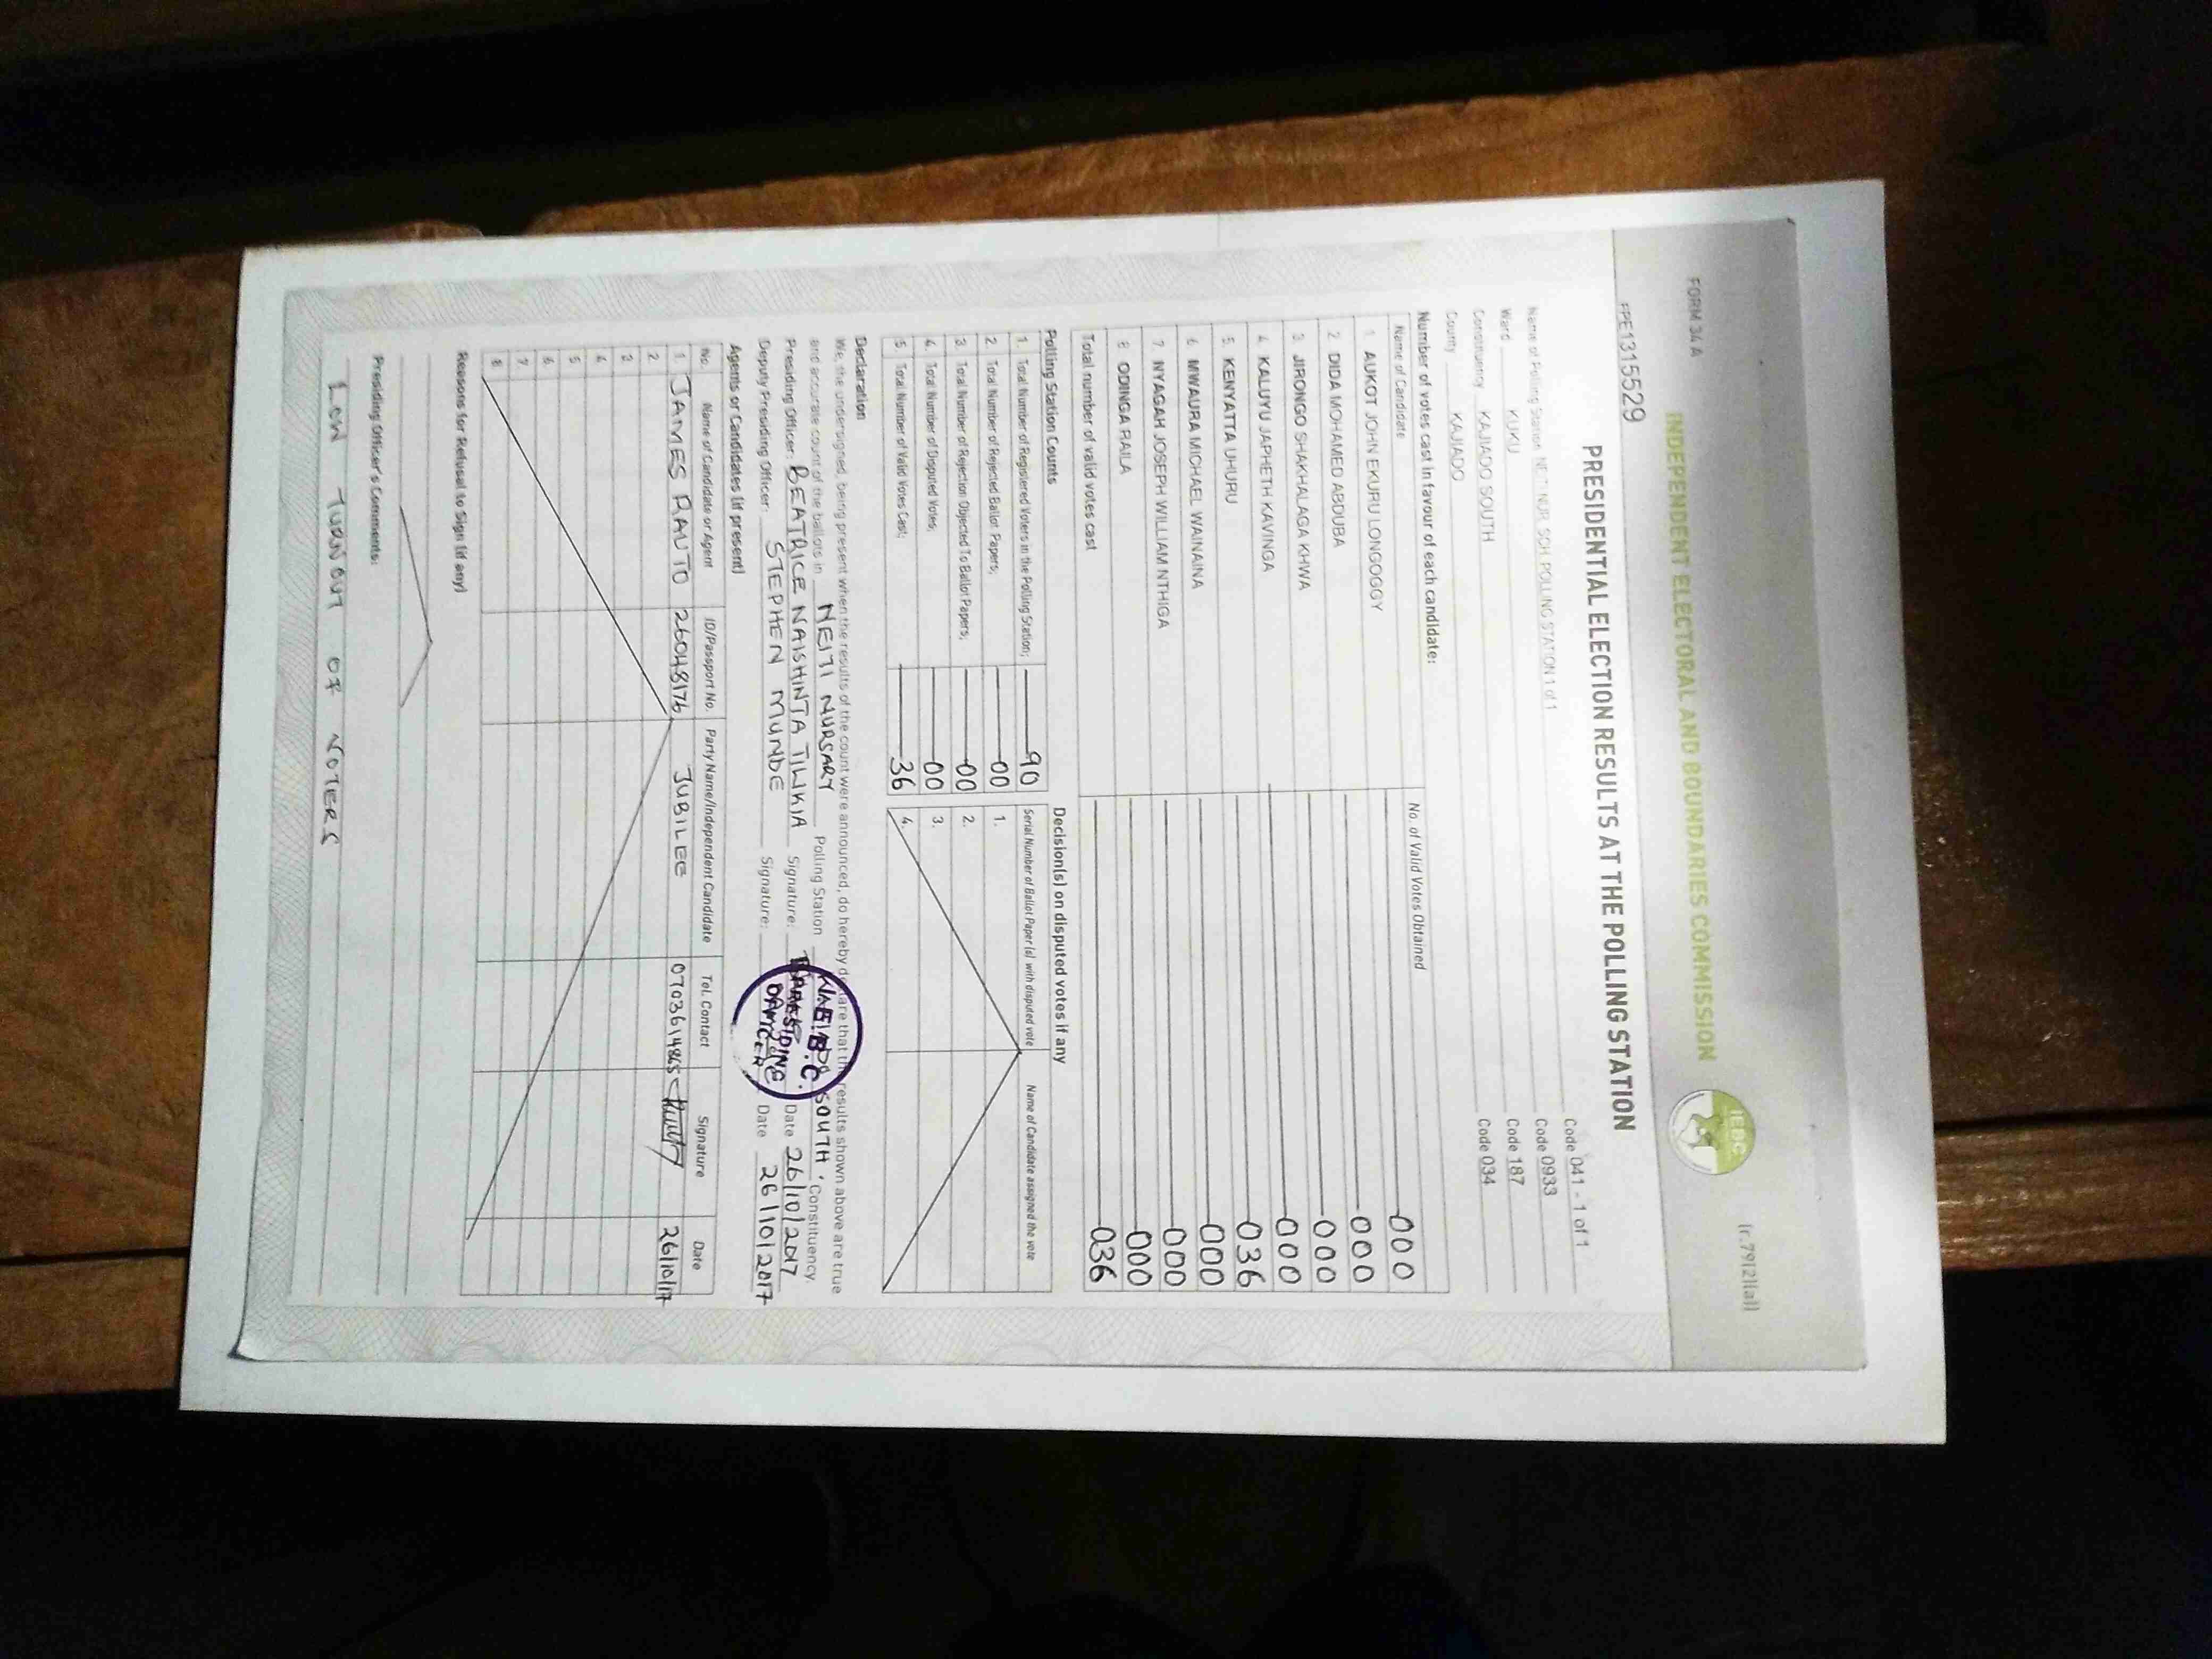 FORM 34A
(r.79(2)(a))
INDEPENDENT ELECTORAL AND BOUNDARIES COMMISSION
IEBC
PRESIDENTIAL ELECTION RESULTS AT THE POLLING STATION
Name of Polling Station NEITI NUR. SCH POLLING STATION 1 of 1 Code 041 - 1 of 1
Ward KUKU Code 0933
Constituency KAJIADO SOUTH Code 187
County KAJIADO Code 034
Number of votes cast in favour of each candidate:
Name of Candidate No. of Valid Votes Obtained
1 AUKOT JOHN EKURU LONGOGGY 000
2 DIDA MOHAMED ABDUBA 000
3 JIRONGO SHAKHALAGA KHWA 000
4 KALUYU JAPHETH KAVINGA 000
5 KENYATTA UHURU 036
6 MWAURA MICHAEL WAINAINA 000
7 NYAGAH JOSEPH WILLIAM NTHIGA 000
8 ODINGA RAILA 000
Total number of valid votes cast 036
Polling Station Counts
1. Total Number of Registered Voters in the Polling Station; 90
2. Total Number of Rejected Ballot Papers; 00
3. Total Number of Rejection Objected To Ballot Papers; 00
4. Total Number of Disputed Votes; 00
5. Total Number of Valid Votes Cast; 36
Decision(s) on disputed votes if any
Serial Number of Ballot Paper (s) with disputed vote Name of Candidate assigned the vote
1.
2.
3.
4.
Declaration
We, the undersigned, being present when the results of the count were announced, do hereby declare that the results shown above are true
and accurate count of the ballots in NEITI NURSARY Polling Station SOUTH Constituency.
Presiding Officer: BEATRICE NAISHINTA Signature: Date 26/10/2017
Deputy Presiding Officer: STEPHEN MUNDE Signature: Date 26/10/2017
PRESIDING
OFFICER
Agents or Candidates (if present)
No. Name of Candidate or Agent ID/Passport No. Party Name/Independent Candidate Tel. Contact Signature Date
1 JAMES RAUTO 26048176 JUBILEE 0703614865 26/10/17
2
3
4
5
6
7
8
Reasons for Refusal to Sign (if any)
Presiding Officer's Comments:
LOW TURNOUT OF VOTERS